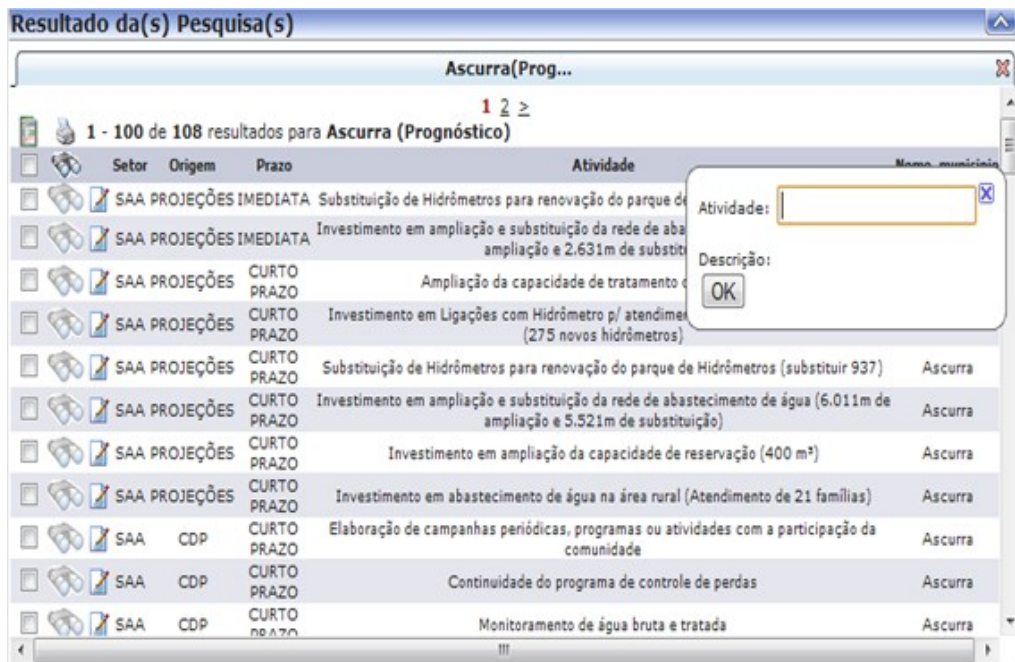 Resultado da(s) Pesquisa(s)
Ascurra(Prog...
1 2 >
1 - 100 de 108 resultados para Ascurra (Prognóstico)
Setor Origem Prazo Atividade Nome_município
SAA PROJEÇÕES IMEDIATA Substituição de Hidrômetros para renovação do parque de
SAA PROJEÇÕES IMEDIATA Investimento em ampliação e substituição da rede de aba
ampliação e 2.631m de substitu
SAA PROJEÇÕES CURTO PRAZO Ampliação da capacidade de tratamento
SAA PROJEÇÕES CURTO PRAZO Investimento em Ligações com Hidrômetro p/ atendime
(275 novos hidrômetros)
Atividade:
Descrição:
OK
SAA PROJEÇÕES CURTO PRAZO Substituição de Hidrômetros para renovação do parque de Hidrômetros (substituir 937) Ascurra
SAA PROJEÇÕES CURTO PRAZO Investimento em ampliação e substituição da rede de abastecimento de água (6.011m de
ampliação e 5.521m de substituição) Ascurra
SAA PROJEÇÕES CURTO PRAZO Investimento em ampliação da capacidade de reservação (400 m³) Ascurra
SAA PROJEÇÕES CURTO PRAZO Investimento em abastecimento de água na área rural (Atendimento de 21 famílias) Ascurra
SAA CDP CURTO PRAZO Elaboração de campanhas periódicas, programas ou atividades com a participação da
comunidade Ascurra
SAA CDP CURTO PRAZO Continuidade do programa de controle de perdas Ascurra
SAA CDP CURTO PRAZO Monitoramento de água bruta e tratada Ascurra